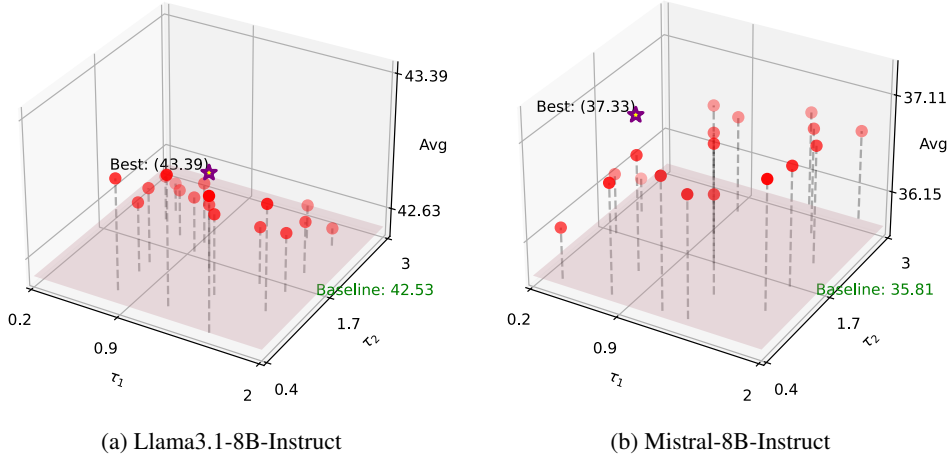 43.39
Avg
Best: (43.39)
42.63
Baseline: 42.53
0.2
0.9
2
τ1
0.4
1.7
3
τ2
(a) Llama3.1-8B-Instruct
37.11
Avg
Best: (37.33)
36.15
Baseline: 35.81
0.2
0.9
2
τ1
0.4
1.7
3
τ2
(b) Mistral-8B-Instruct